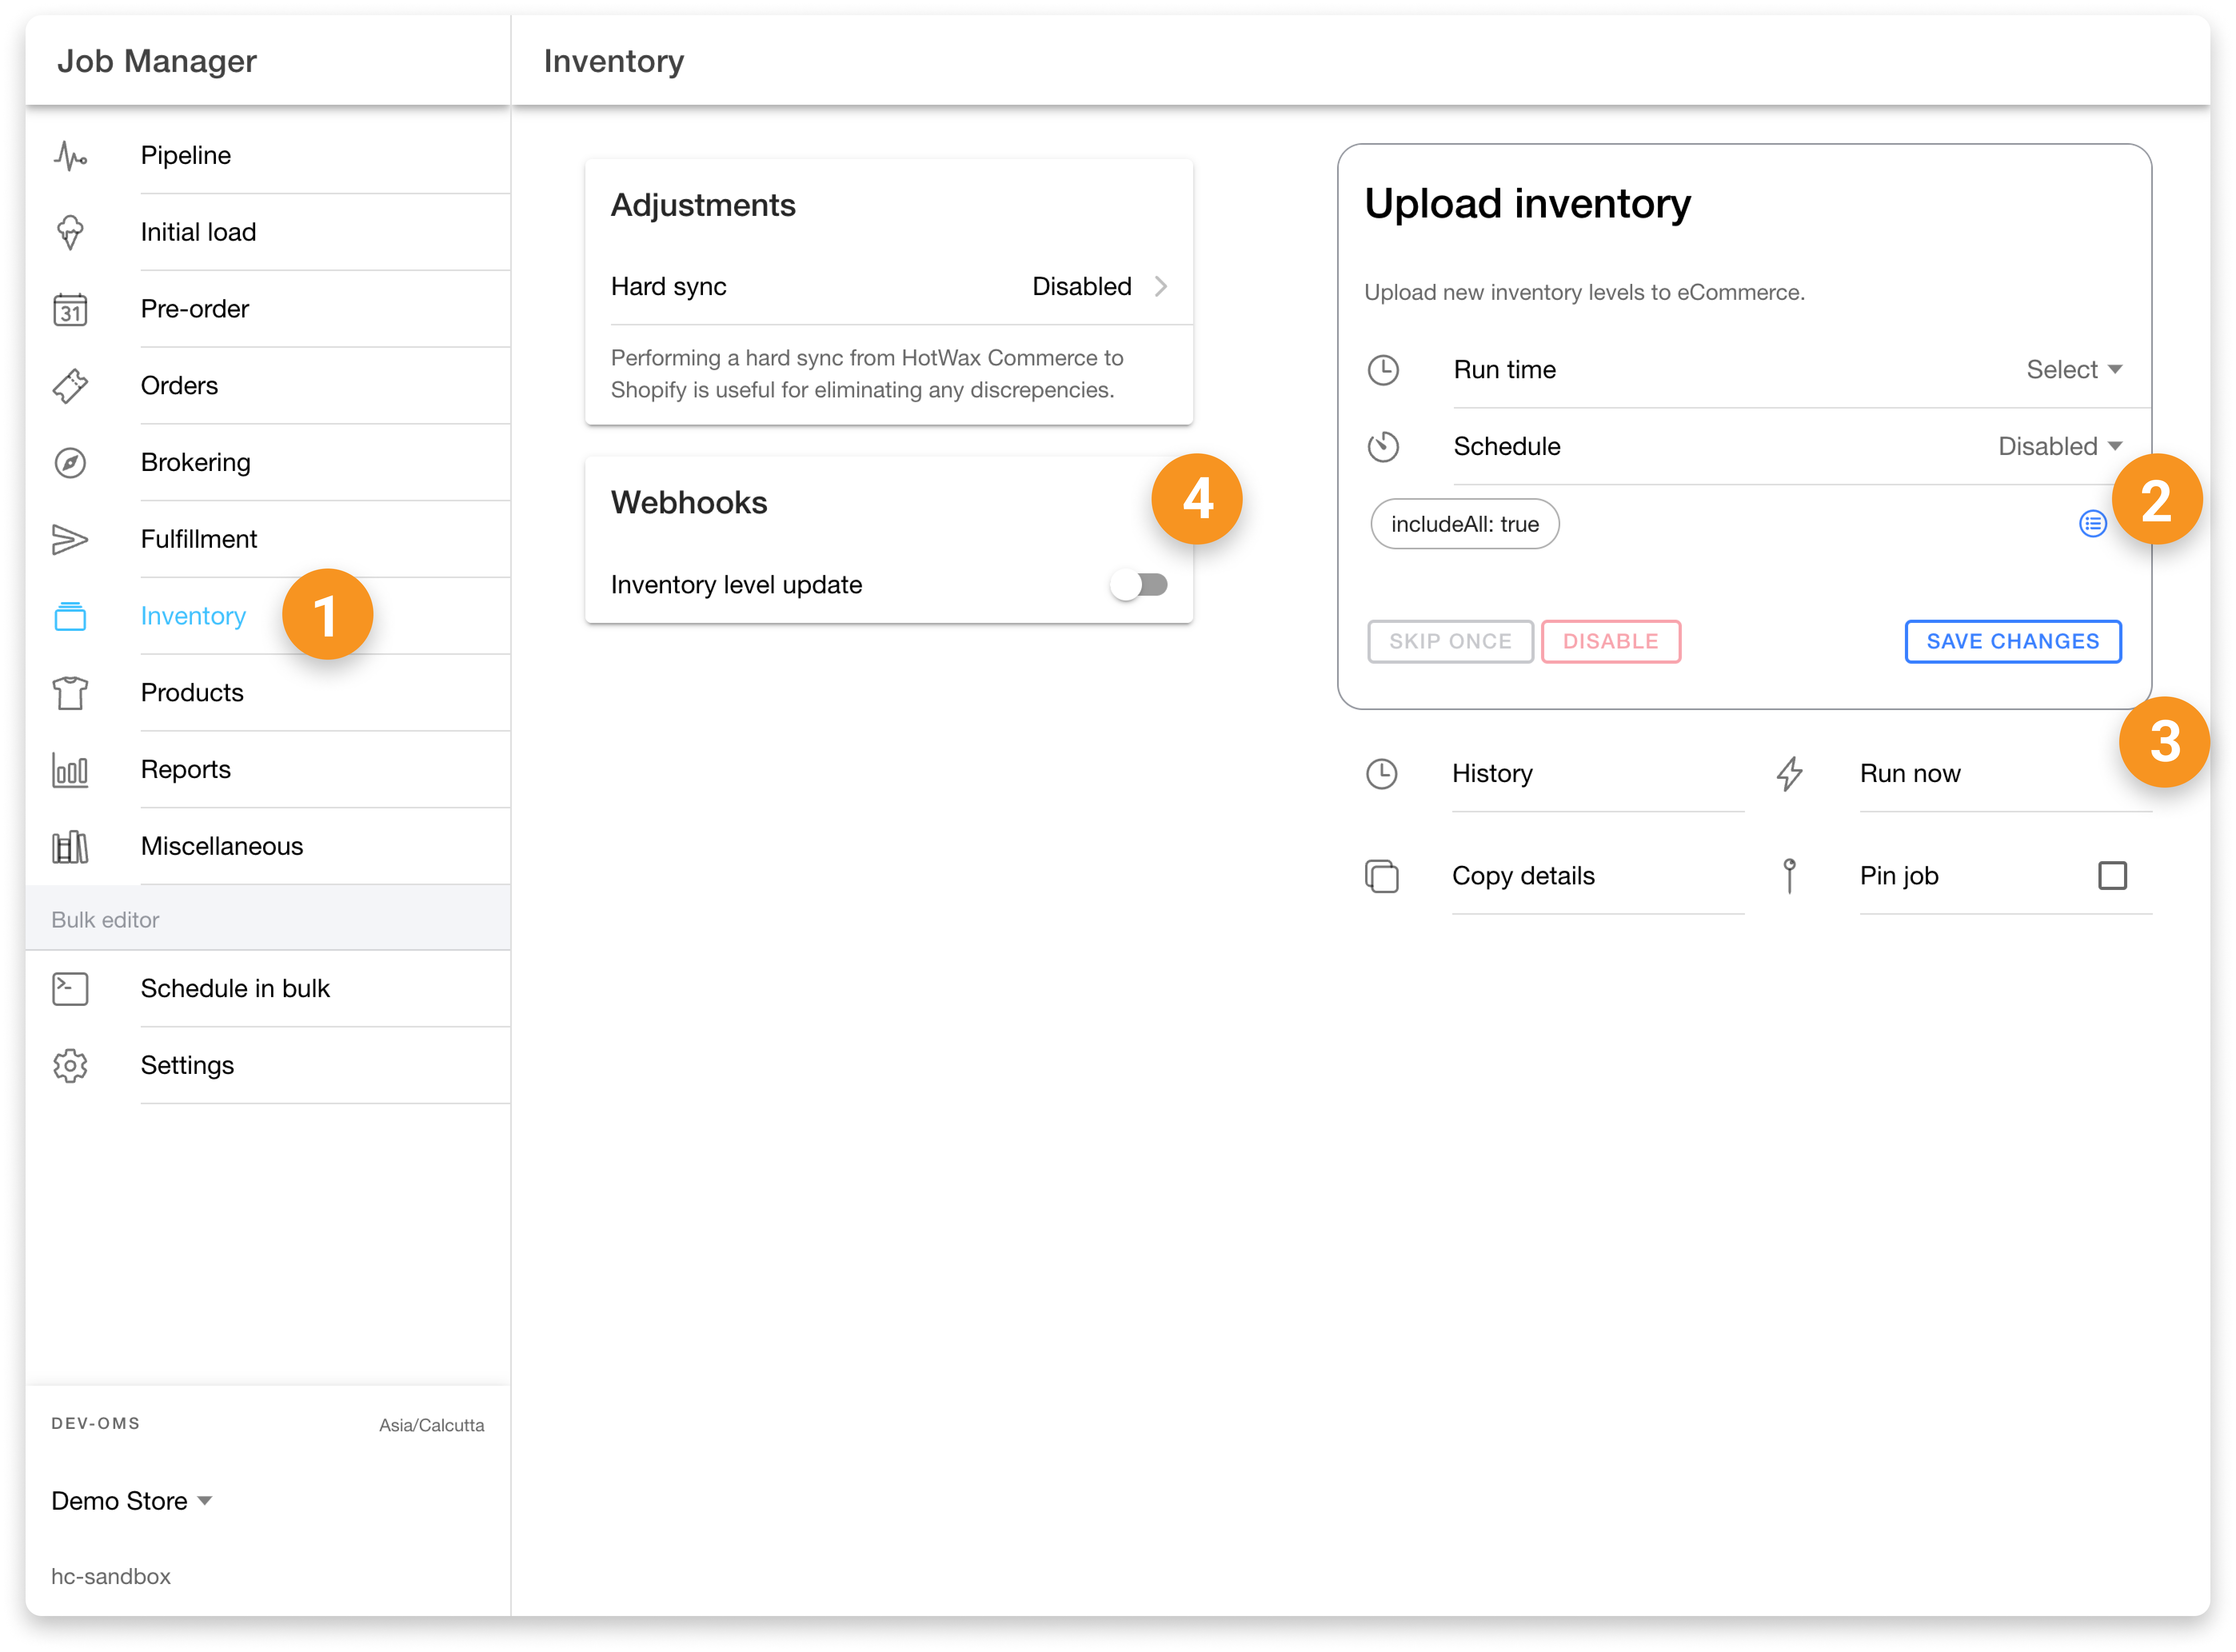 Job Manager
Inventory
Pipeline
Initial load
31
Pre-order
Orders
Brokering
Fulfillment
Inventory
1
Products
Reports
Miscellaneous
Bulk editor
Schedule in bulk
Settings
DEV-OMS
Asia/Calcutta
Demo Store
hc-sandbox
Adjustments
Hard sync
Disabled
Performing a hard sync from HotWax Commerce to
Shopify is useful for eliminating any discrepencies.
Webhooks
4
Inventory level update
Upload inventory
Upload new inventory levels to eCommerce.
Run time
Select
Schedule
Disabled
2
includeAll: true
SKIP ONCE
DISABLE
SAVE CHANGES
3
History
Run now
Copy details
Pin job